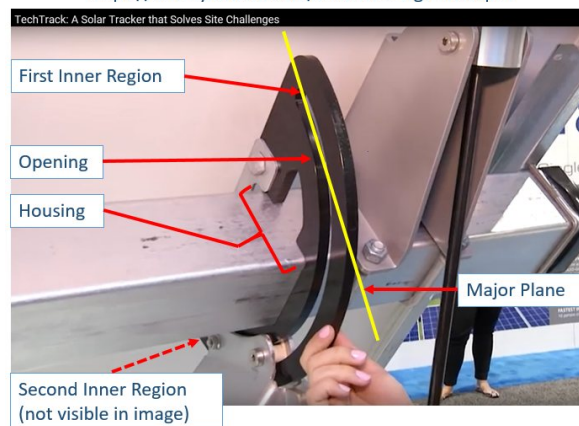 TechTrack: A Solar Tracker that Solves Site Challenges
First Inner Region
Opening
Housing
Major Plane
Second Inner Region
(not visible in image)